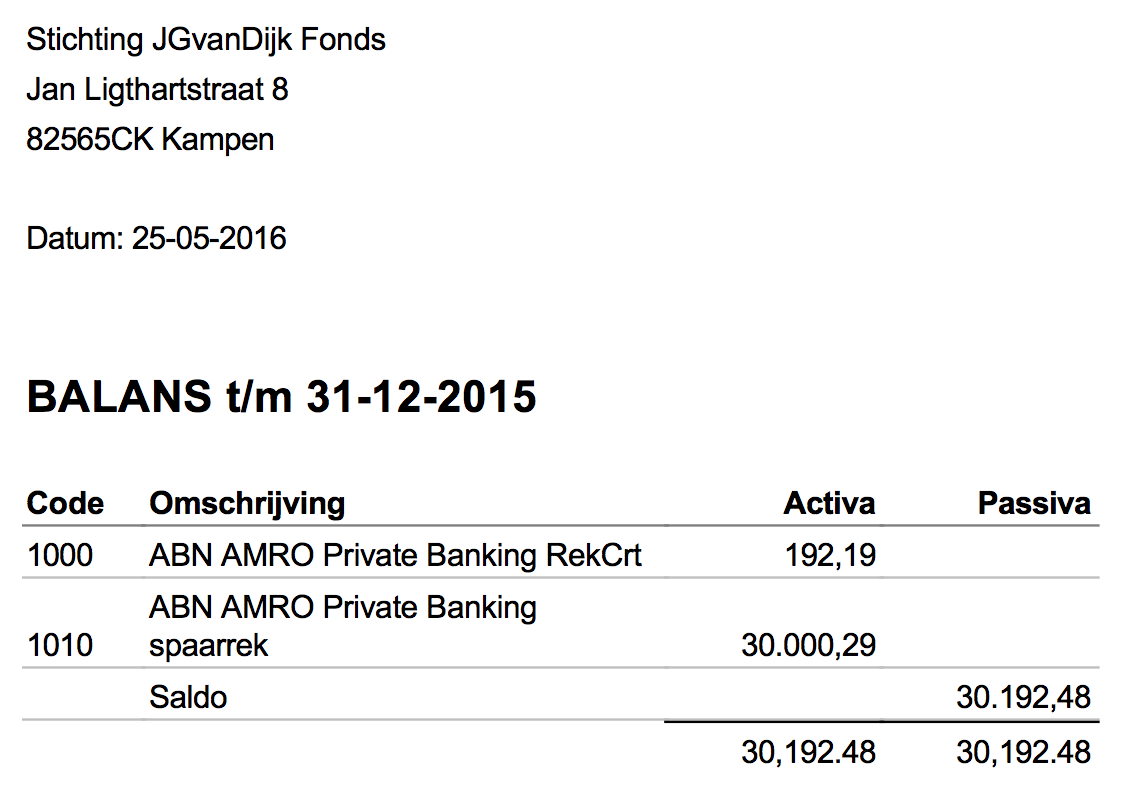 Stichting JGvanDijk Fonds
Jan Ligthartstraat 8
82565CK Kampen
Datum: 25-05-2016
BALANS t/m 31-12-2015
Code Omschrijving Activa Passiva
1000 ABN AMRO Private Banking RekCrt 192,19
ABN AMRO Private Banking
1010 spaarrek 30.000,29
Saldo 30.192,48
30,192.48 30,192.48